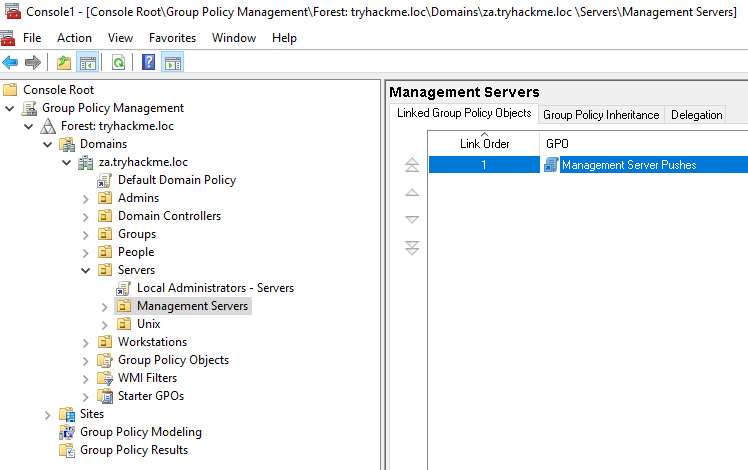 Console1 - [Console Root\Group Policy Management\Forest: tryhackme.loc\Domains\za.tryhackme.loc \Servers\Management Servers]
File Action View Favorites Window Help
Console Root
Group Policy Management
Forest: tryhackme.loc
Domains
za.tryhackme.loc
Default Domain Policy
Admins
Domain Controllers
Groups
People
Servers
Local Administrators - Servers
Management Servers
Unix
Workstations
Group Policy Objects
WMI Filters
Starter GPOs
Sites
Group Policy Modeling
Group Policy Results
Management Servers
Linked Group Policy Objects Group Policy Inheritance Delegation
Link Order GPO
1 Management Server Pushes